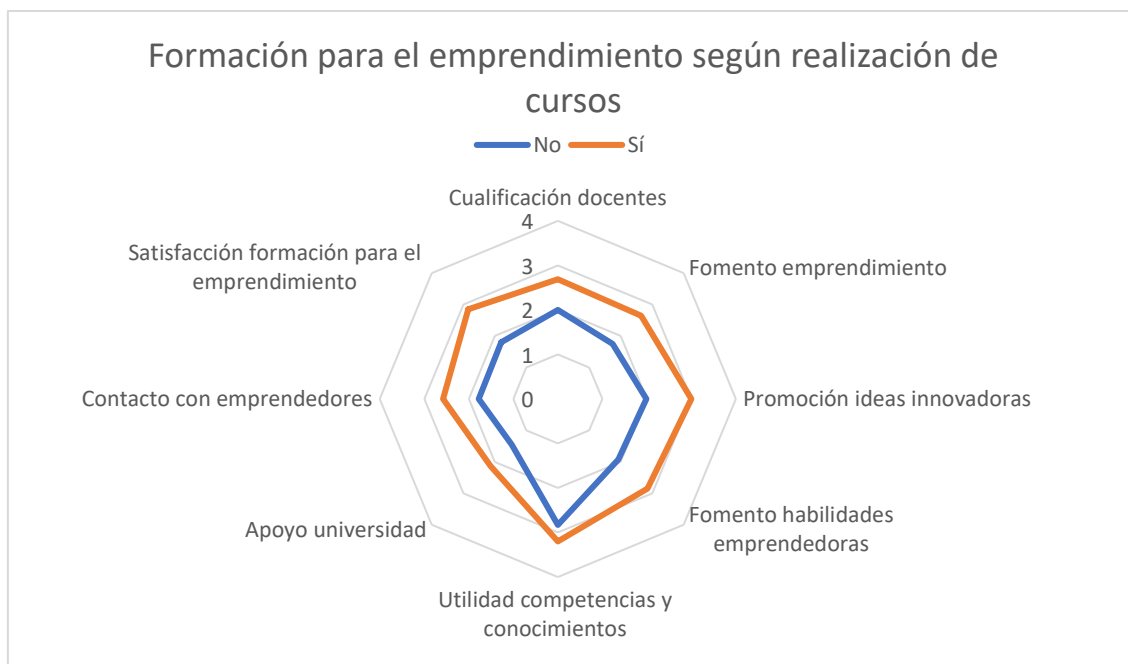 Formación para el emprendimiento según realización de
cursos
No Sí
Cualificación docentes
Fomento emprendimiento
Promoción ideas innovadoras
Fomento habilidades
emprendedoras
Utilidad competencias y
conocimientos
Apoyo universidad
Contacto con emprendedores
Satisfacción formación para el
emprendimiento
4
3
2
1
0